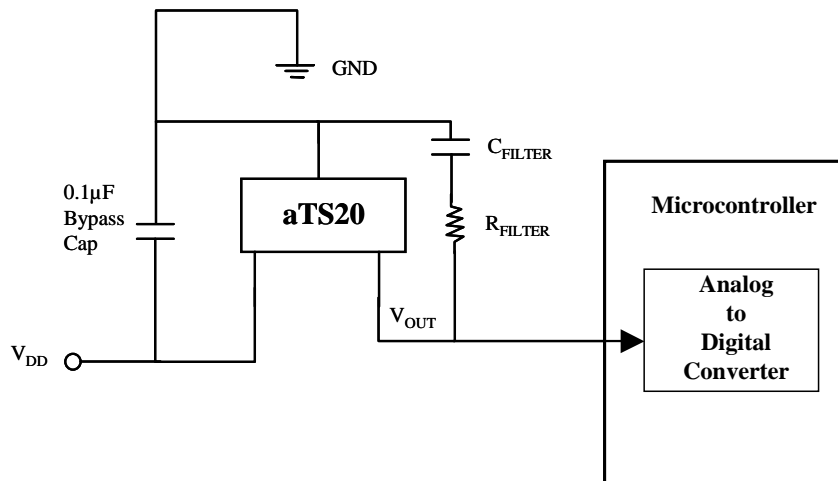 GND
C_FILTER
0.1µF
Bypass
Cap
aTS20
R_FILTER
Microcontroller
V_OUT
V_DD
Analog
to
Digital
Converter